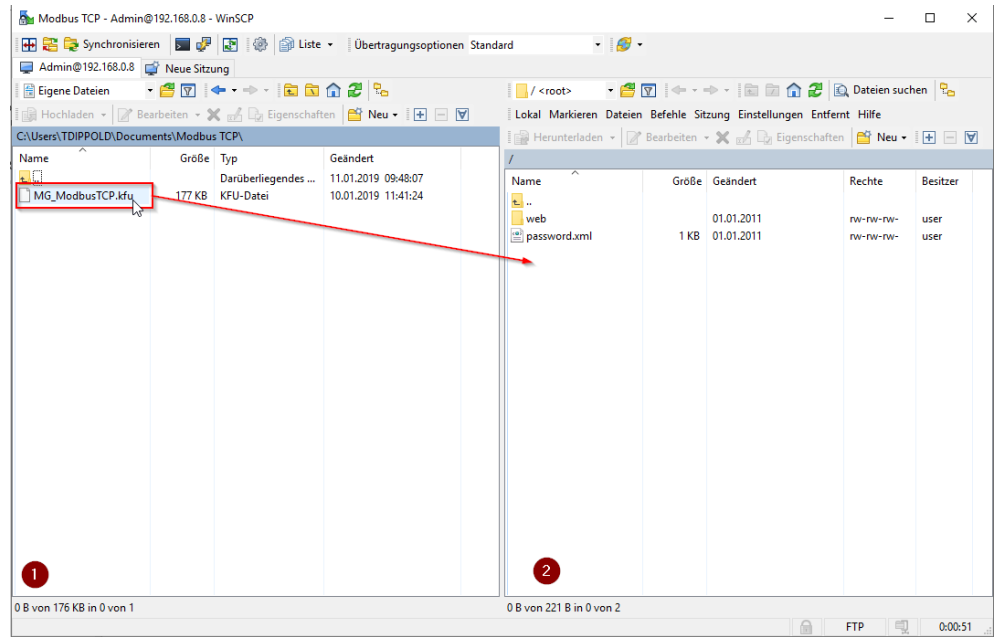 Modbus TCP - Admin@192.168.0.8 - WinSCP
Synchronisieren Liste Übertragungsoptionen Standard
Admin@192.168.0.8 Neue Sitzung
Eigene Dateien
Hochladen Bearbeiten Eigenschaften Neu
C:\Users\TDIPPOLD\Documents\Modbus TCP\
Name Größe Typ Geändert
.. Darüberliegendes ... 11.01.2019 09:48:07
MG_ModbusTCP.kfu 177 KB KFU-Datei 10.01.2019 11:41:24
1
0 B von 176 KB in 0 von 1
/ <root> Dateien suchen
Lokal Markieren Dateien Befehle Sitzung Einstellungen Entfernt Hilfe
Herunterladen Bearbeiten Eigenschaften Neu
/
Name Größe Geändert Rechte Besitzer
..
web 01.01.2011 rw-rw-rw- user
password.xml 1 KB 01.01.2011 rw-rw-rw- user
2
0 B von 221 B in 0 von 2
FTP 0:00:51